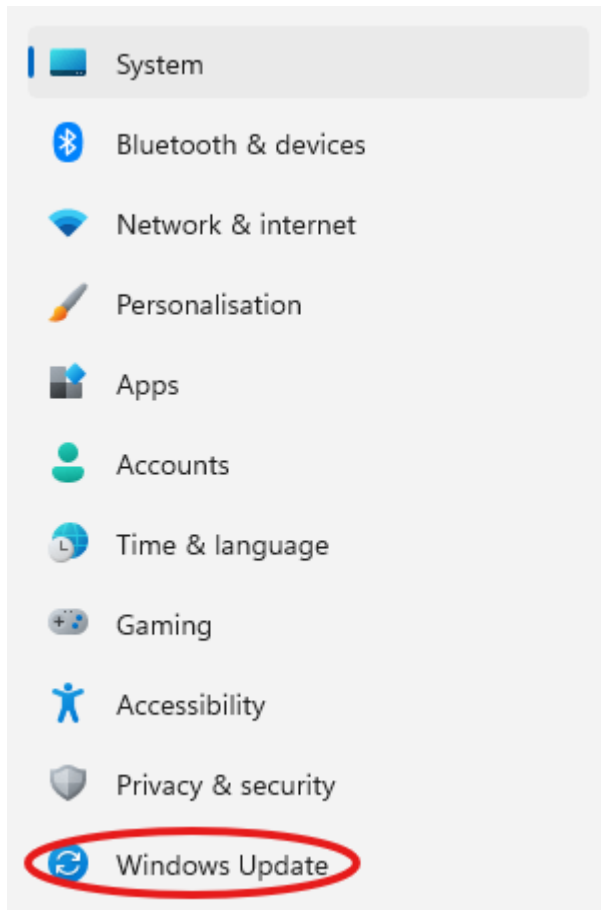 System
Bluetooth & devices
Network & internet
Personalisation
Apps
Accounts
Time & language
Gaming
Accessibility
Privacy & security
Windows Update